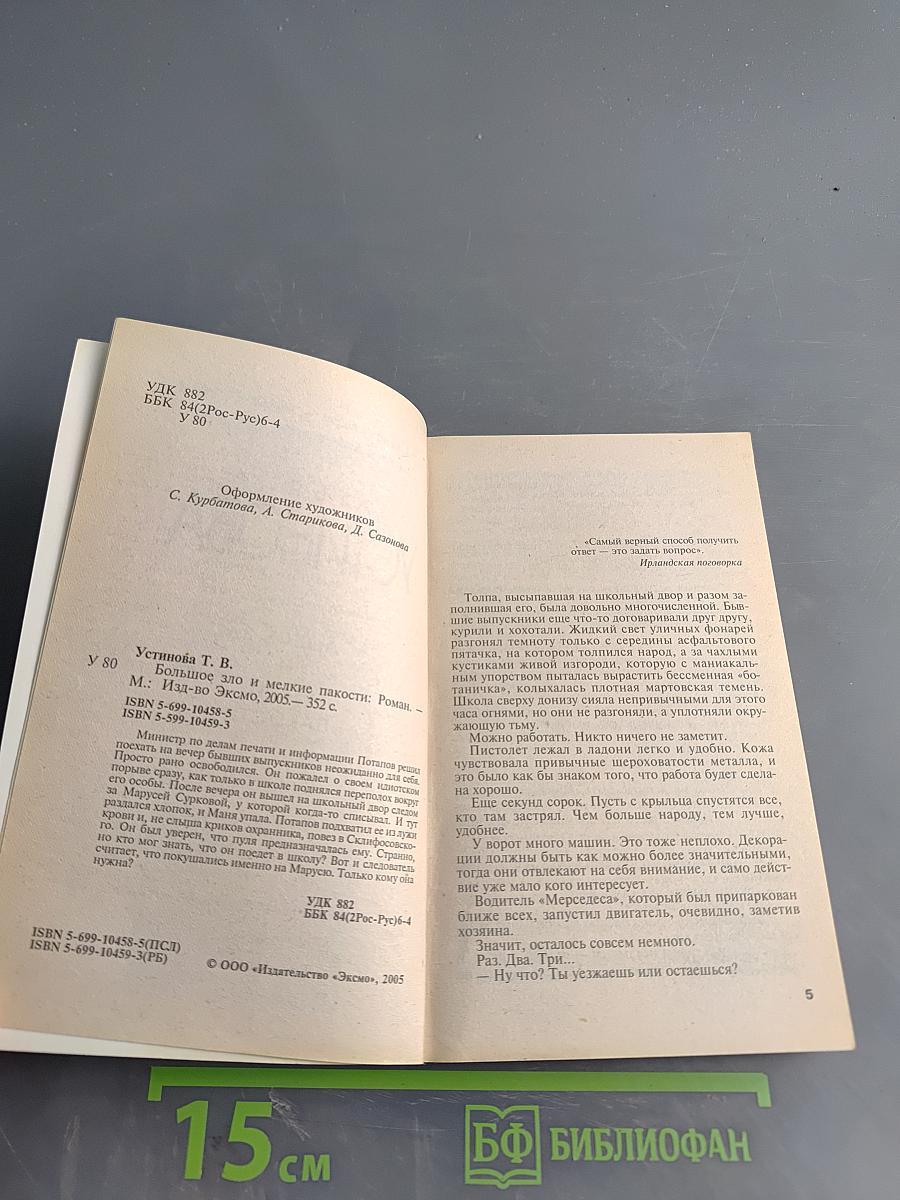 УДК 882
ББК 84(2Рос-Рус)6-4
У 80
Оформление художников
С. Курбатова, А. Старикова, Д. Сазонова
Устинова Т. В.
У 80 Большое зло и мелкие пакости: Роман. –
М.: Изд-во Эксмо, 2005.— 352 с.
ISBN 5-699-10458-5
ISBN 5-599-10459-3
Министр по делам печати и информации Потапов решил
поехать на вечер бывших выпускников неожиданно для себя.
Просто рано освободился. Он пожалел о своем идиотском
порыве сразу, как только в школе поднялся переполох вокруг
его особы. После вечера он вышел на школьный двор следом
за Марусей Сурковой, у которой когда-то списывал. И тут
раздался хлопок, и Маня упала. Потапов подхватил ее из лужи
крови и, не слыша криков охранника, повез в Склифосовско-
го. Он был уверен, что пуля предназначалась ему. Странно,
но кто мог знать, что он поедет в школу? Вот и следователь
считает, что покушались именно на Марусю. Только кому она
нужна?
УДК 882
ББК 84(2Рос-Рус)6-4
ISBN 5-699-10458-5(ПСЛ)
ISBN 5-699-10459-3(РБ)
© ООО «Издательство «Эксмо», 2005
«Самый верный способ получить
ответ — это задать вопрос».
Ирландская поговорка
Толпа, высыпавшая на школьный двор и разом за-
полнившая его, была довольно многочисленной. Быв-
шие выпускники еще что-то договаривали друг другу,
курили и хохотали. Жидкий свет уличных фонарей
разгонял темноту только с середины асфальтового
пятачка, на котором толпился народ, а за чахлыми
кустиками живой изгороди, которую с маниакаль-
ным упорством пыталась вырастить бессменная «бо-
таничка», колыхалась плотная мартовская темень.
Школа сверху донизу сияла непривычными для этого
часа огнями, но они не разгоняли, а уплотняли окру-
жающую тьму.
Можно работать. Никто ничего не заметит.
Пистолет лежал в ладони легко и удобно. Кожа
чувствовала привычные шероховатости металла, и
это было как бы знаком того, что работа будет сдела-
на хорошо.
Еще секунд сорок. Пусть с крыльца спустятся все,
кто там застрял. Чем больше народу, тем лучше,
удобнее.
У ворот много машин. Это тоже неплохо. Декора-
ции должны быть как можно более значительными,
тогда они отвлекают на себя внимание, и само дейст-
вие уже мало кого интересует.
Водитель «Мерседеса», который был припаркован
ближе всех, запустил двигатель, очевидно, заметив
хозяина.
Значит, осталось совсем немного.
Раз. Два. Три...
— Ну что? Ты уезжаешь или остаешься?
5
15 см
БФ БИБЛИОФАН